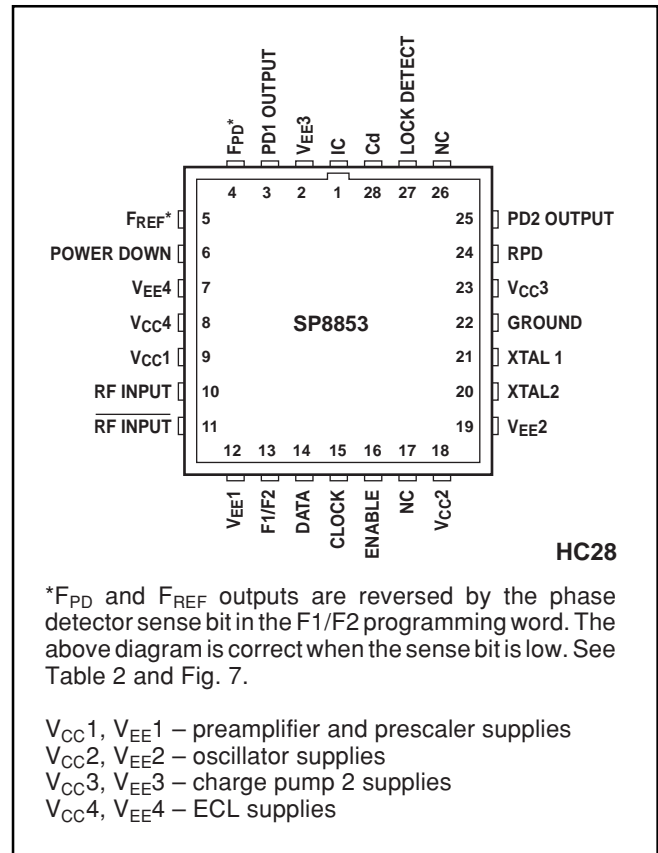 FPD*
PD1 OUTPUT
VEE3
IC
Cd
LOCK DETECT
NC
4 3 2 1 28 27 26
FREF* 5
POWER DOWN 6
VEE4 7
VCC4 8
VCC1 9
RF INPUT 10
RF INPUT 11
SP8853
25 PD2 OUTPUT
24 RPD
23 VCC3
22 GROUND
21 XTAL 1
20 XTAL2
19 VEE2
12 13 14 15 16 17 18
VEE1
F1/F2
DATA
CLOCK
ENABLE
NC
VCC2
HC28
*FPD and FREF outputs are reversed by the phase
detector sense bit in the F1/F2 programming word. The
above diagram is correct when the sense bit is low. See
Table 2 and Fig. 7.
VCC1, VEE1 – preamplifier and prescaler supplies
VCC2, VEE2 – oscillator supplies
VCC3, VEE3 – charge pump 2 supplies
VCC4, VEE4 – ECL supplies